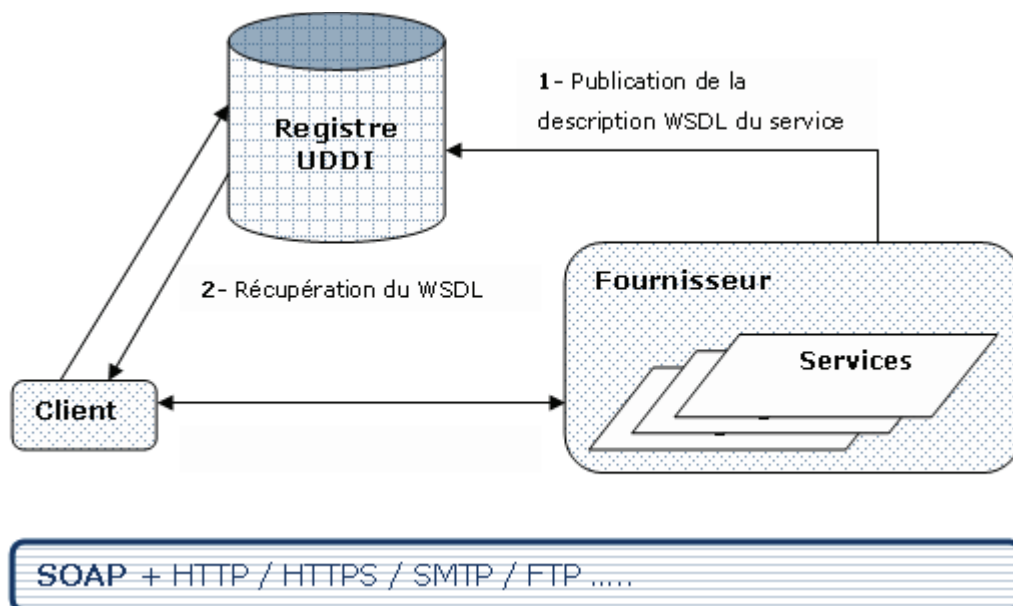 Registre
UDDI
1- Publication de la
description WSDL du service
2- Récupération du WSDL
Fournisseur
Services
Client
SOAP + HTTP / HTTPS / SMTP / FTP .....